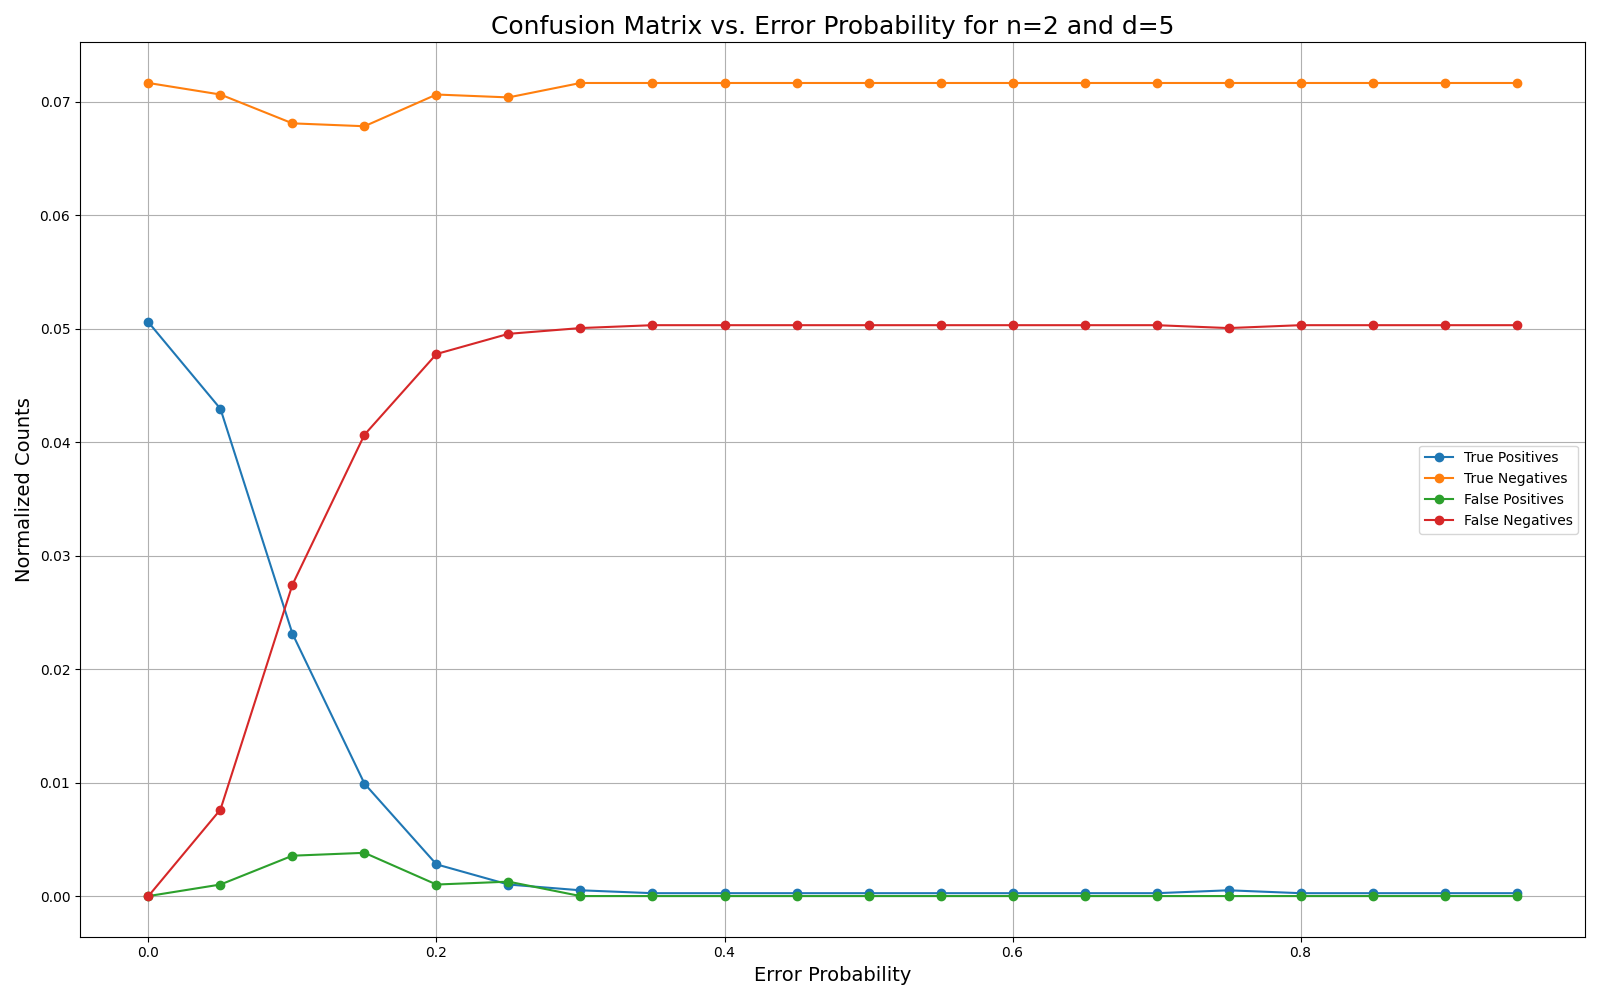 Confusion Matrix vs. Error Probability for n=2 and d=5
Normalized Counts
0.07
0.06
0.05
0.04
0.03
0.02
0.01
0.00
True Positives
True Negatives
False Positives
False Negatives
0.0 0.2 0.4 0.6 0.8
Error Probability